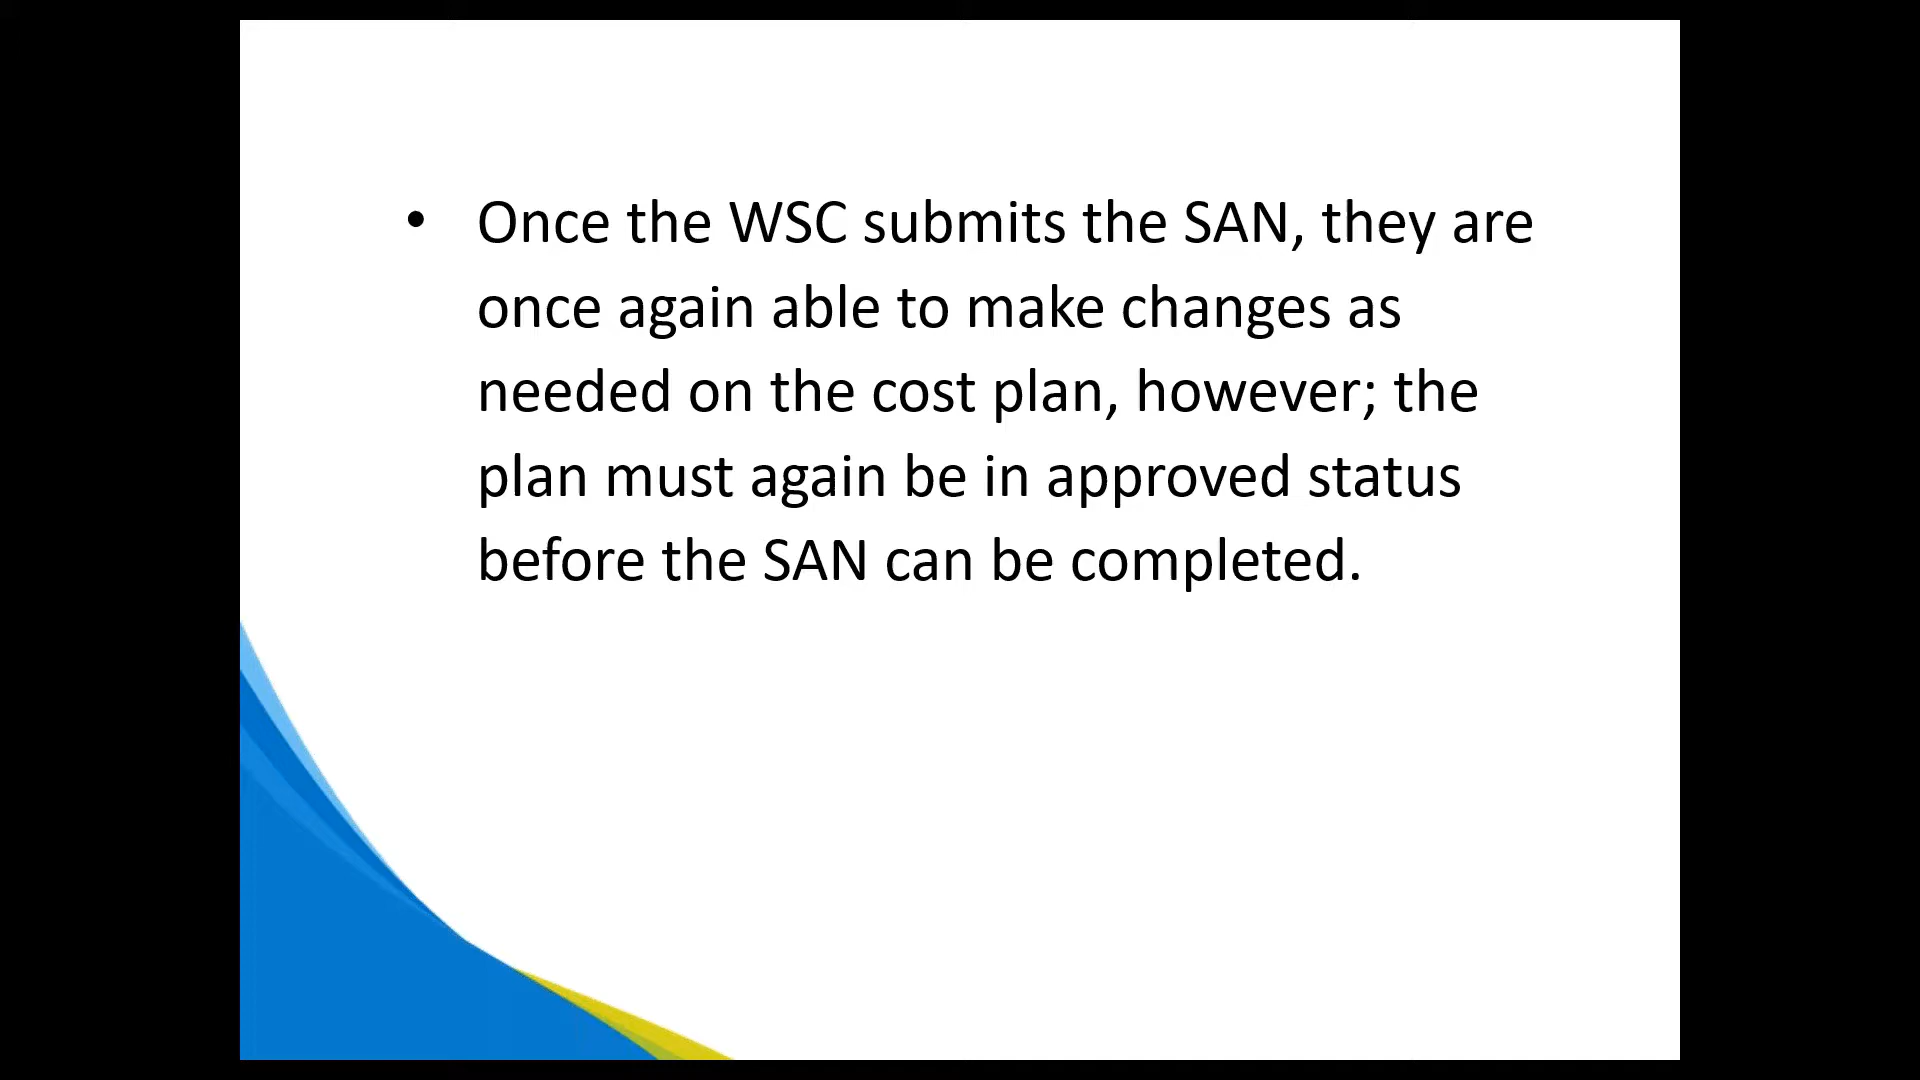 • Once the WSC submits the SAN, they are
once again able to make changes as
needed on the cost plan, however; the
plan must again be in approved status
before the SAN can be completed.